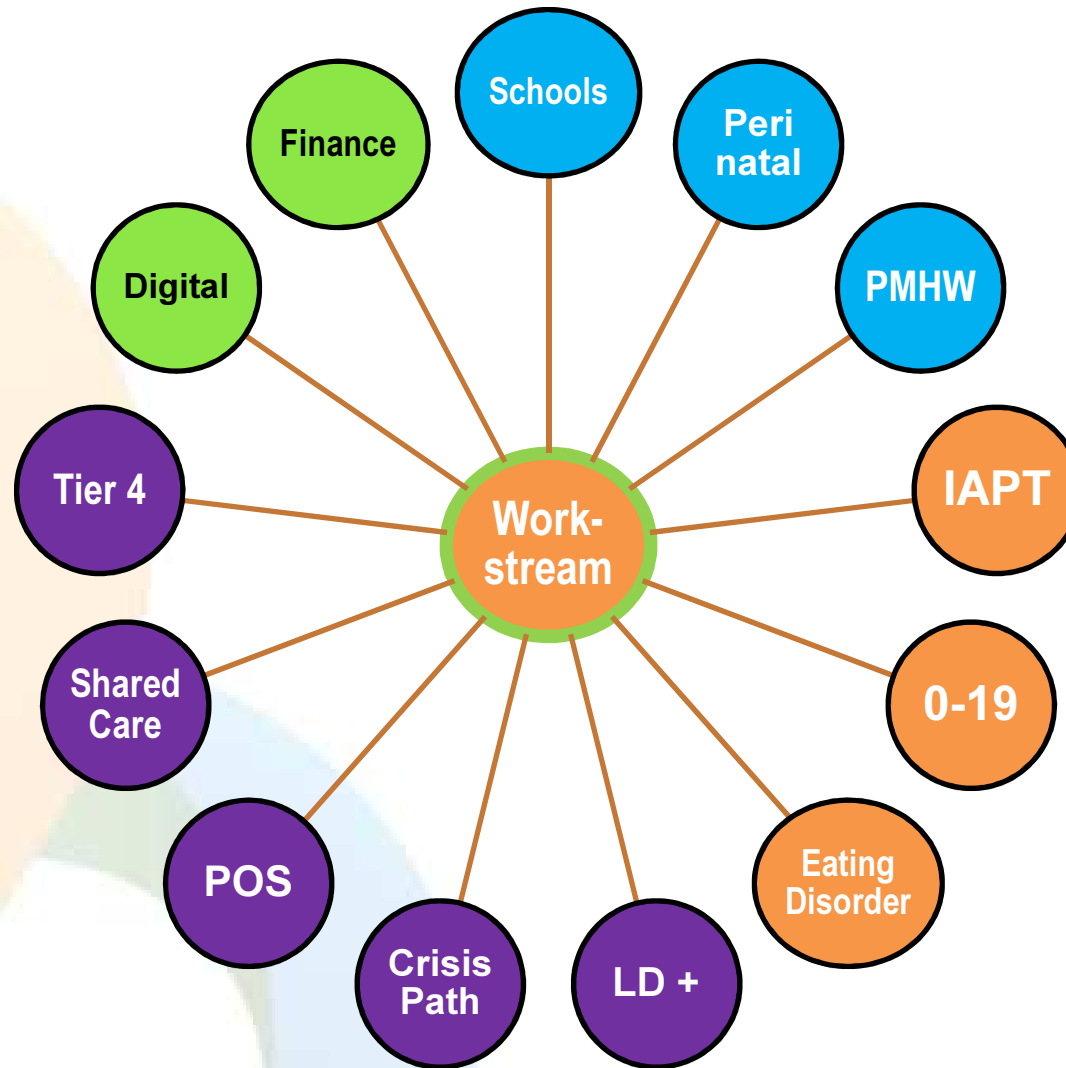 Schools
Peri
natal
PMHW
IAPT
0-19
Eating
Disorder
LD +
Crisis
Path
POS
Shared
Care
Tier 4
Digital
Finance
Work-
stream